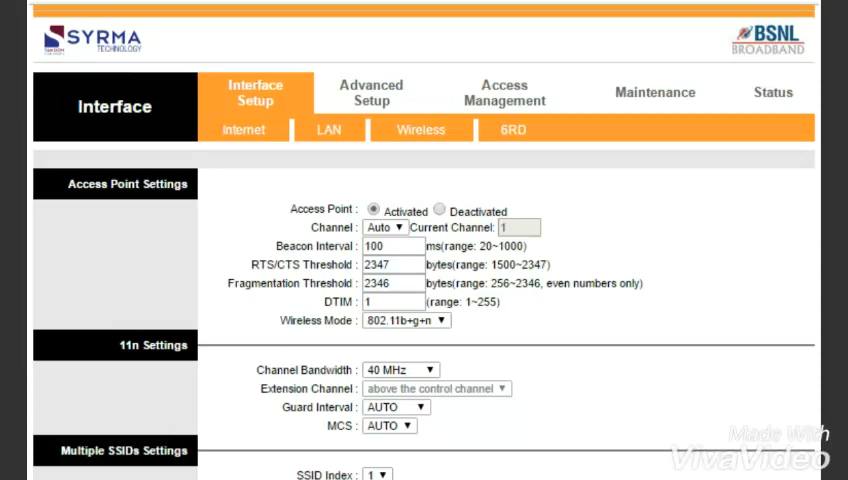 SYRMA
TECHNOLOGY
BSNL
BROADBAND
Interface
Interface Setup
Advanced Setup
Access Management
Maintenance
Status
Internet
LAN
Wireless
6RD
Access Point Settings
Access Point : Activated Deactivated
Channel : Auto Current Channel: 1
Beacon Interval : 100 ms(range: 20~1000)
RTS/CTS Threshold : 2347 bytes(range: 1500~2347)
Fragmentation Threshold : 2346 bytes(range: 256~2346, even numbers only)
DTIM : 1 (range: 1~255)
Wireless Mode : 802.11b+g+n
11n Settings
Channel Bandwidth : 40 MHz
Extension Channel : above the control channel
Guard Interval : AUTO
MCS : AUTO
Multiple SSIDs Settings
SSID Index : 1
Made With
VivaVideo